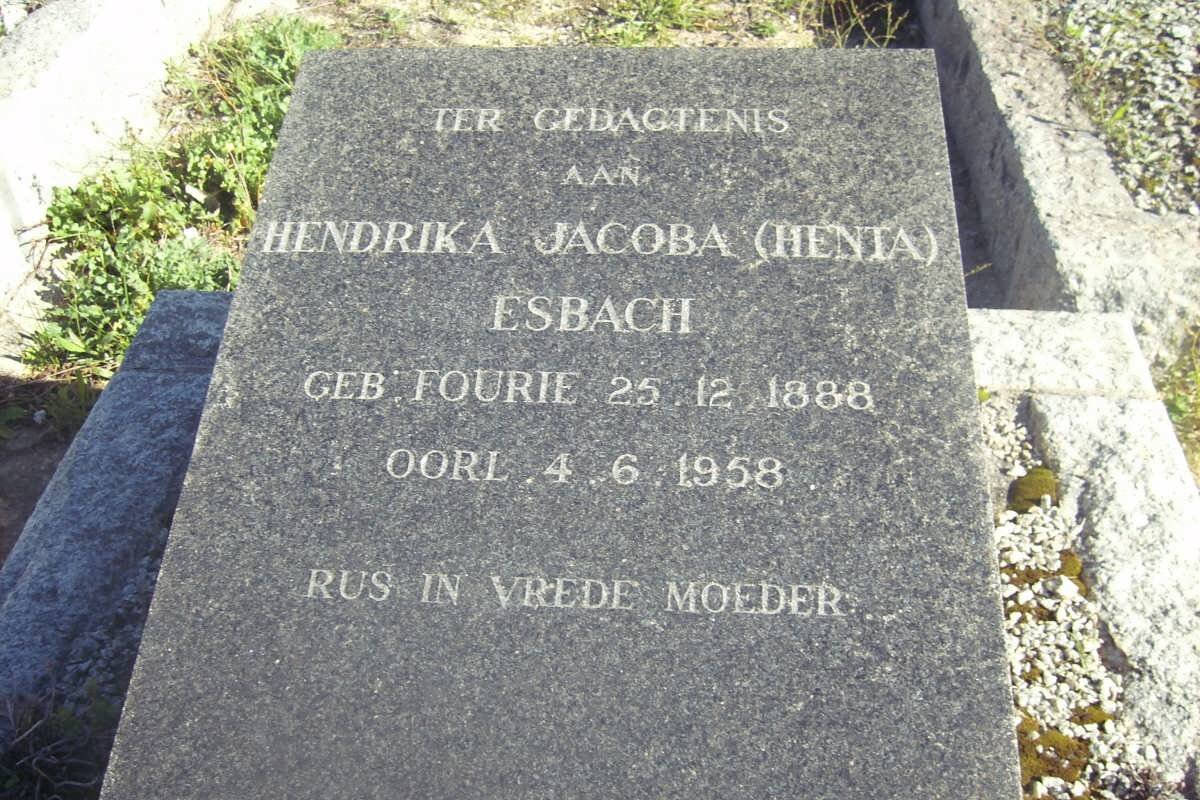 TER GEDAGTENIS
AAN
HENDRIKA JACOBA (HENTA)
ESBACH
GEB. FOURIE 25.12.1888
OORL. 4.6.1958.
RUS IN VREDE MOEDER.